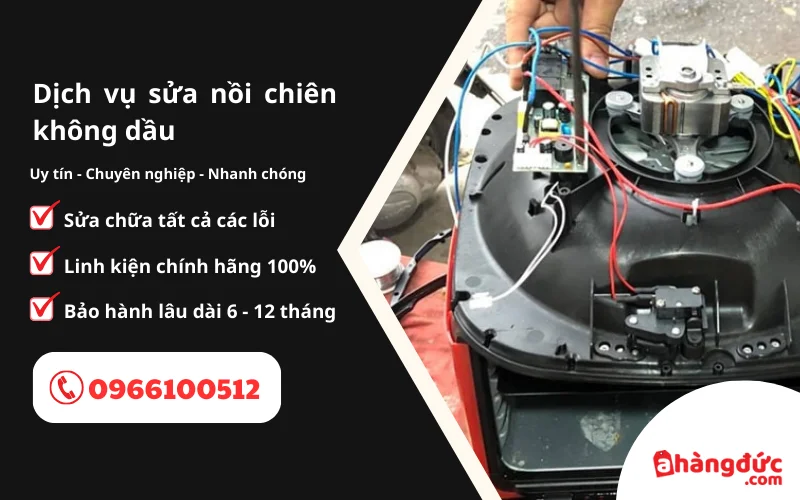 Dịch vụ sửa nồi chiên
không dầu
Uy tín - Chuyên nghiệp - Nhanh chóng
Sửa chữa tất cả các lỗi
Linh kiện chính hãng 100%
Bảo hành lâu dài 6 - 12 tháng
0966100512
ahàngđức
.com